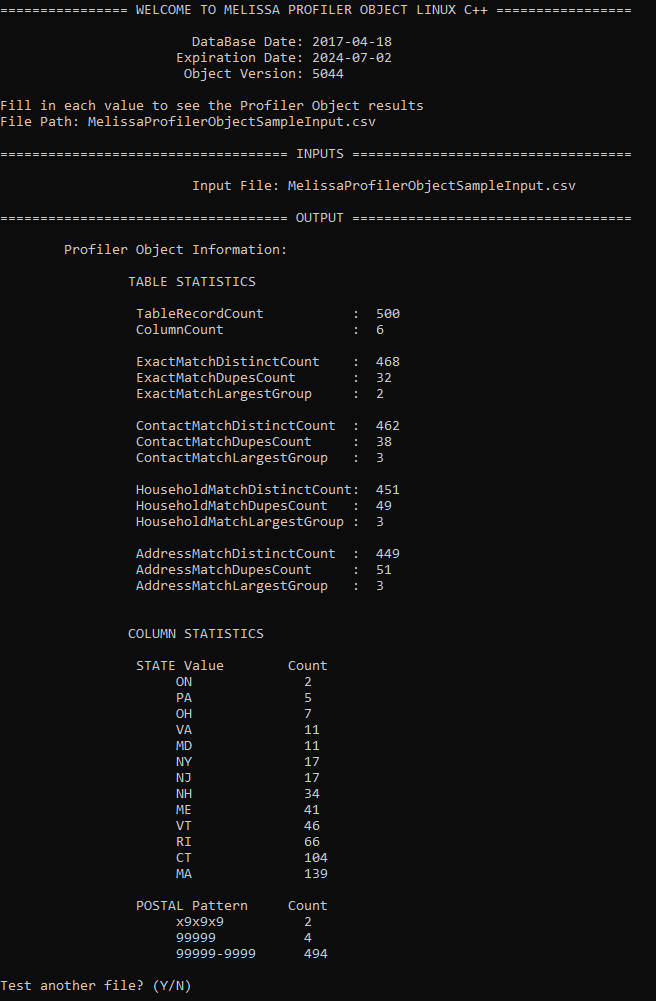 ================ WELCOME TO MELISSA PROFILER OBJECT LINUX C++ =================
DataBase Date: 2017-04-18
Expiration Date: 2024-07-02
Object Version: 5044
Fill in each value to see the Profiler Object results
File Path: MelissaProfilerObjectSampleInput.csv
==================================== INPUTS ===================================
Input File: MelissaProfilerObjectSampleInput.csv
==================================== OUTPUT ===================================
Profiler Object Information:
TABLE STATISTICS
TableRecordCount           :  500
ColumnCount                :  6
ExactMatchDistinctCount    :  468
ExactMatchDupesCount       :  32
ExactMatchLargestGroup     :  2
ContactMatchDistinctCount  :  462
ContactMatchDupesCount     :  38
ContactMatchLargestGroup   :  3
HouseholdMatchDistinctCount:  451
HouseholdMatchDupesCount   :  49
HouseholdMatchLargestGroup :  3
AddressMatchDistinctCount  :  449
AddressMatchDupesCount     :  51
AddressMatchLargestGroup   :  3
COLUMN STATISTICS
STATE Value        Count
ON              2
PA              5
OH              7
VA              11
MD              11
NY              17
NJ              17
NH              34
ME              41
VT              46
RI              66
CT              104
MA              139
POSTAL Pattern     Count
x9x9x9          2
99999           4
99999-9999      494
Test another file? (Y/N)